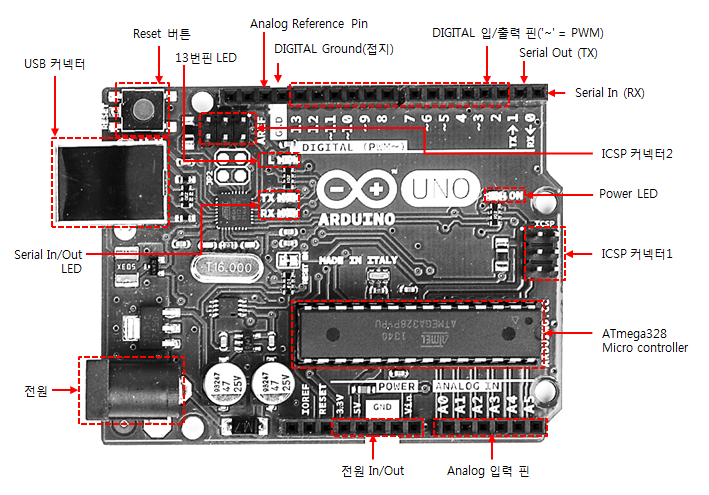 Analog Reference Pin
Reset 버튼
DIGITAL Ground(접지)
DIGITAL 입/출력 핀('~' = PWM)
13번핀 LED
Serial Out (TX)
USB 커넥터
Serial In (RX)
AREF
GND
13
12
~11
~10
~9
8
7
~6
~5
4
~3
2
TX→1
RX←0
L
DIGITAL (PWM~)
ICSP 커넥터2
TX
RX
UNO
ON
Power LED
ARDUINO
ICSP
Serial In/Out
LED
ICSP 커넥터1
T16.000
RESET EN
MADE IN ITALY
ATMEL
1340
ATMEGA328P-PU
ATmega328
Micro controller
전원
47
25V
47
25V
POWER
ANALOG IN
IOREF
RESET
3.3V
5V
GND
Vin
A0
A1
A2
A3
A4
A5
전원 In/Out
Analog 입력 핀